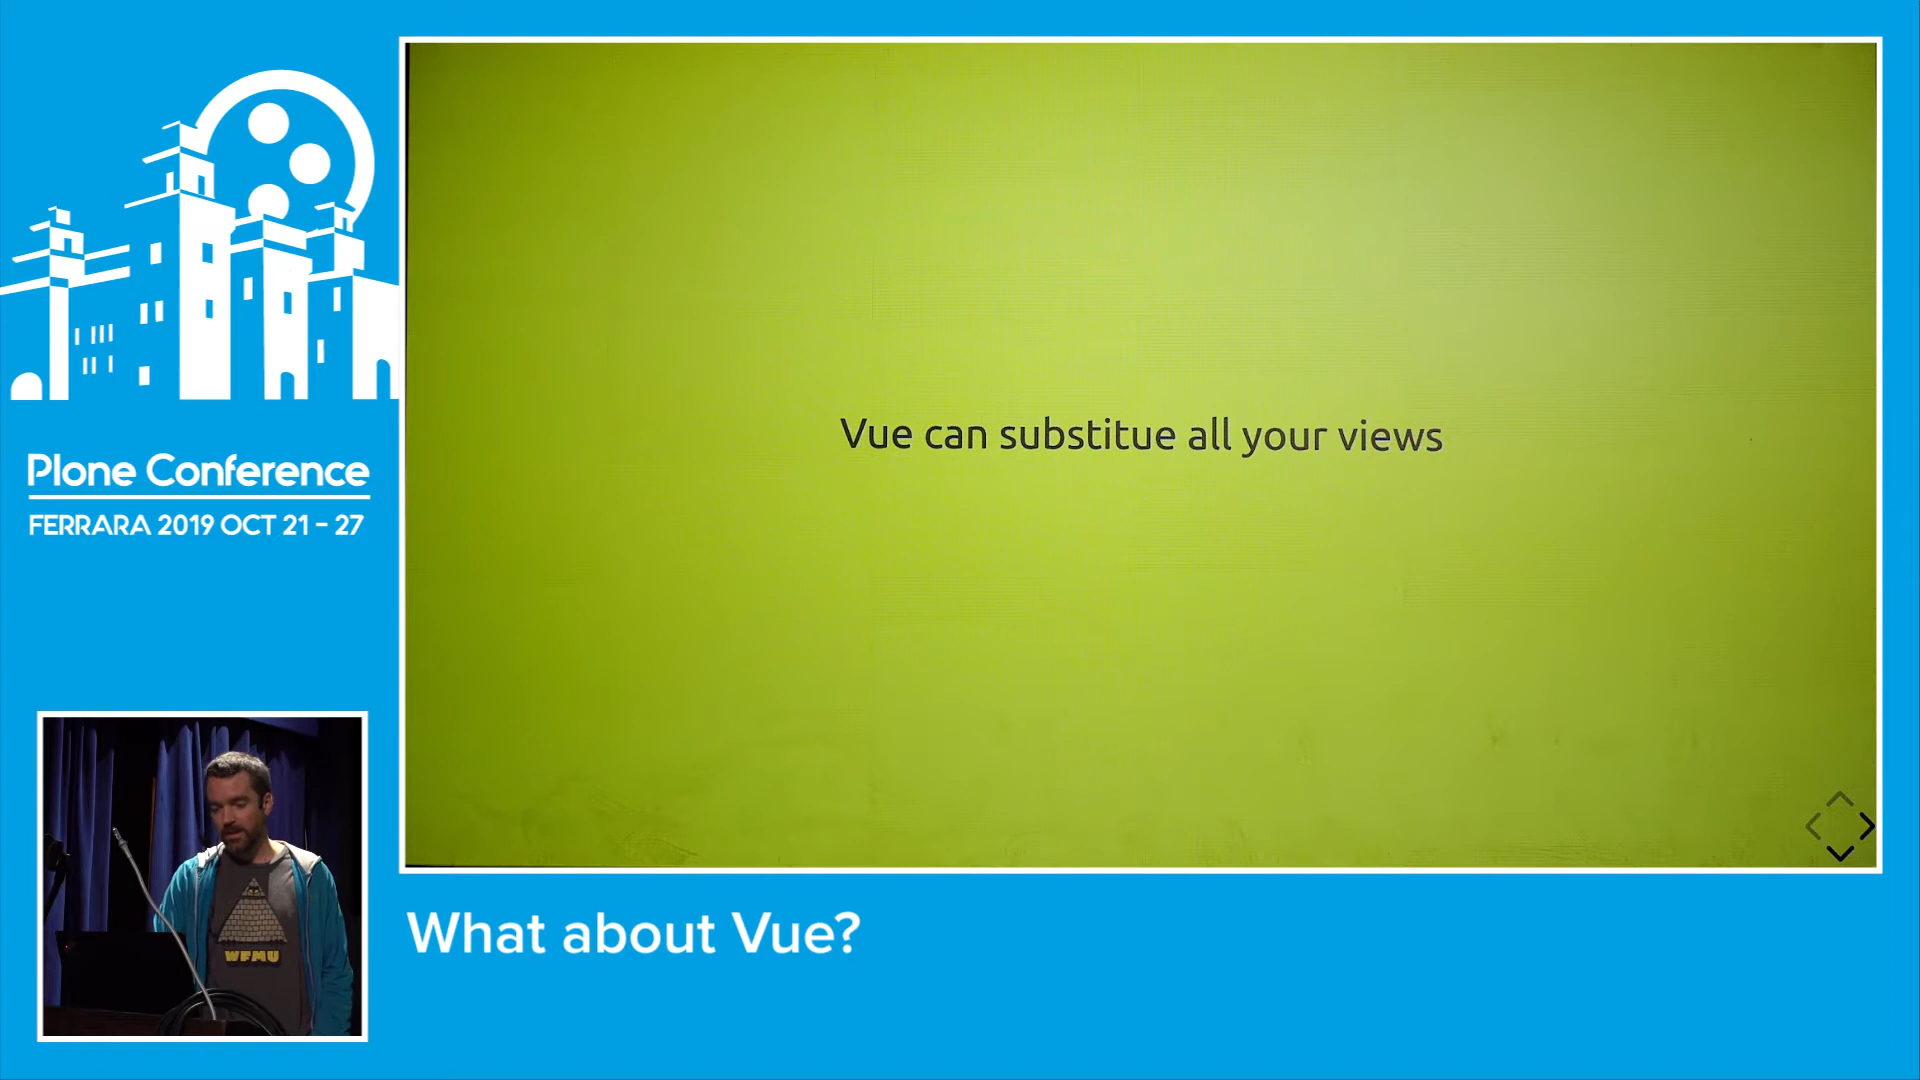 Plone Conference
FERRARA 2019 OCT 21 - 27
Vue can substitue all your views
WFMU
What about Vue?